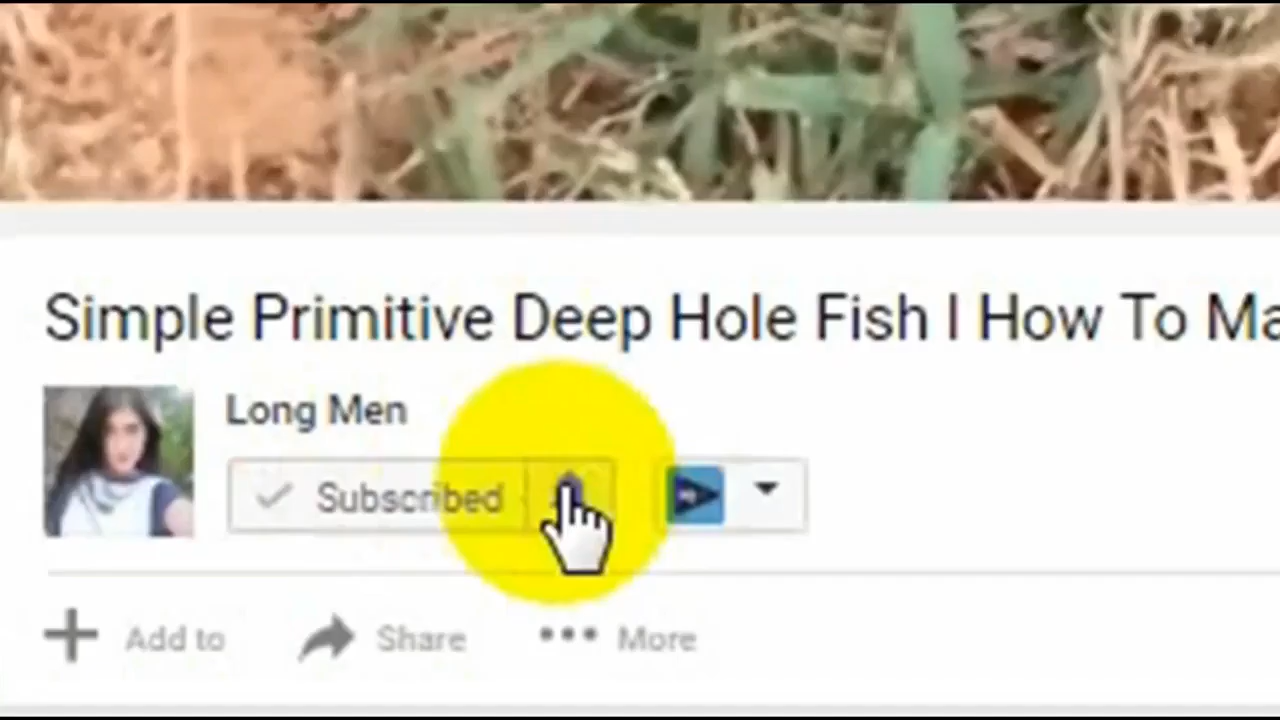 Simple Primitive Deep Hole Fish I How To Ma
Long Men
Subscribed
Add to
Share
More